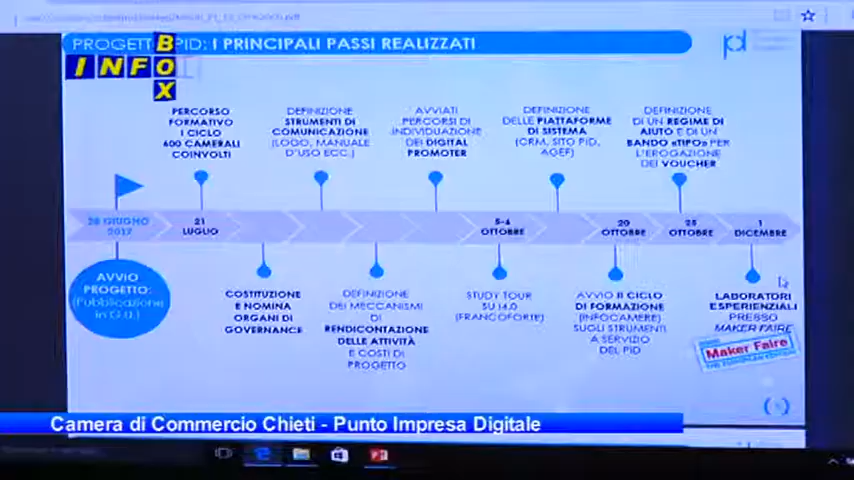 PROGETTO PID: I PRINCIPALI PASSI REALIZZATI
INFO
BOX
PERCORSO
FORMATIVO
I CICLO
600 CAMERALI
COINVOLTI
DEFINIZIONE
STRUMENTI DI
COMUNICAZIONE
(LOGO, MANUALE
D'USO ECC.)
AVVIATI
PERCORSI DI
INDIVIDUAZIONE
DEI DIGITAL
PROMOTER
DEFINIZIONE
DELLE PIATTAFORME
DI SISTEMA
(CRM, SITO PID,
AGEF)
DEFINIZIONE
DI UN REGIME DI
AIUTO E DI UN
BANDO «TIPO» PER
L'EROGAZIONE
DEI VOUCHER
28 GIUGNO
2017
21
LUGLIO
5-6
OTTOBRE
20
OTTOBRE
25
OTTOBRE
1
DICEMBRE
AVVIO
PROGETTO:
(Pubblicazione
in G.U.)
COSTITUZIONE
E NOMINA
ORGANI DI
GOVERNANCE
DEFINIZIONE
DEI MECCANISMI
DI
RENDICONTAZIONE
DELLE ATTIVITÀ
E COSTI DI
PROGETTO
STUDY TOUR
SU I4.0
(FRANCOFORTE)
AVVIO II CICLO
DI FORMAZIONE
(INFOCAMERE)
SUGLI STRUMENTI
A SERVIZIO
DEL PID
LABORATORI
ESPERIENZIALI
PRESSO
MAKER FAIRE
Maker Faire
THE EUROPEAN EDITION
Camera di Commercio Chieti - Punto Impresa Digitale